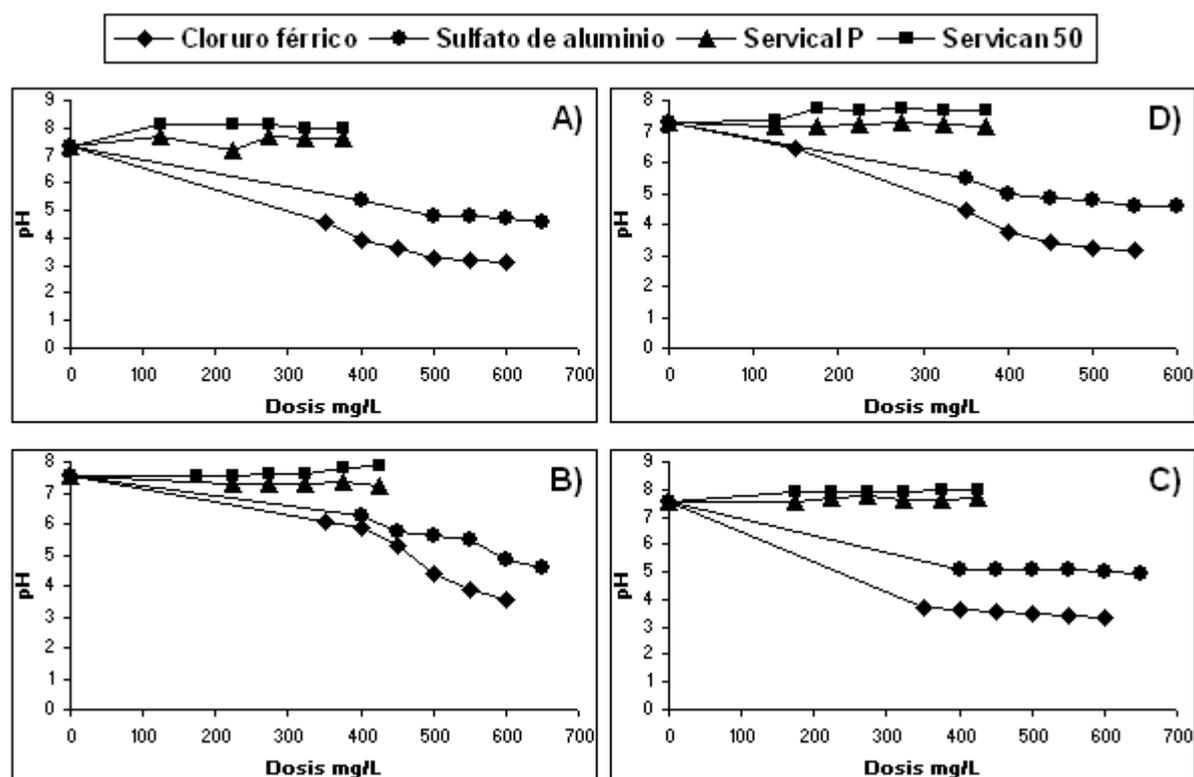 Cloruro férrico Sulfato de aluminio Servical P Servican 50
A)
9
8
7
6
5
4
3
2
1
0
pH
0 100 200 300 400 500 600 700
Dosis mg/L
D)
8
7
6
5
4
3
2
1
0
pH
0 100 200 300 400 500 600
Dosis mg/L
B)
8
7
6
5
4
3
2
1
0
pH
0 100 200 300 400 500 600 700
Dosis mg/L
C)
9
8
7
6
5
4
3
2
1
0
pH
0 100 200 300 400 500 600 700
Dosis mg/L